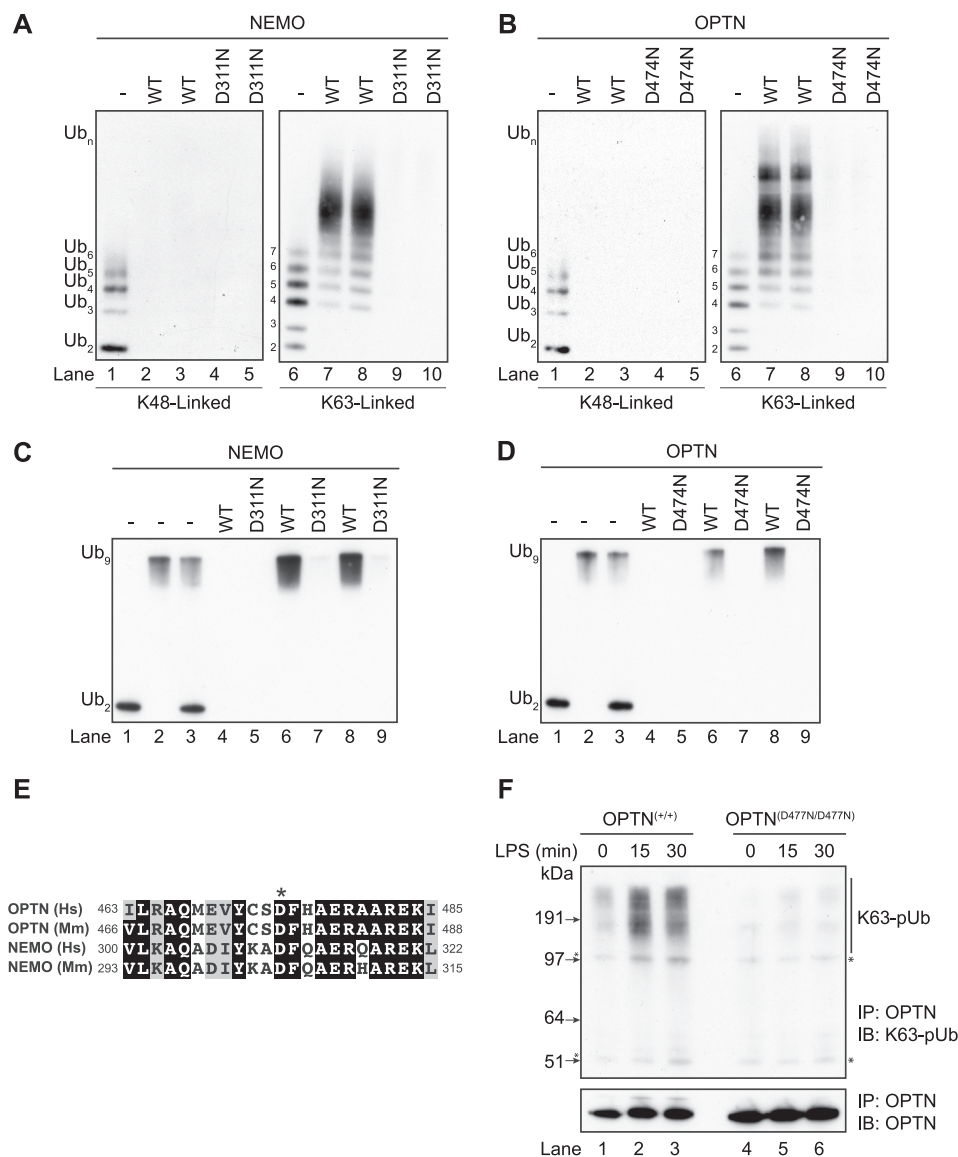 A
NEMO
- WT WT D311N D311N - WT WT D311N D311N
Ubn
Ub6
Ub5
Ub4
Ub3
Ub2
7
6
5
4
3
2
Lane 1 2 3 4 5 6 7 8 9 10
K48-Linked K63-Linked
B
OPTN
- WT WT D474N D474N - WT WT D474N D474N
Ubn
Ub6
Ub5
Ub4
Ub3
Ub2
7
6
5
4
3
2
Lane 1 2 3 4 5 6 7 8 9 10
K48-Linked K63-Linked
C
NEMO
- - - WT D311N WT D311N WT D311N
Ub9
Ub2
Lane 1 2 3 4 5 6 7 8 9
D
OPTN
- - - WT D474N WT D474N WT D474N
Ub9
Ub2
Lane 1 2 3 4 5 6 7 8 9
E
*
OPTN (Hs) 463 ILRAQMEVYCSDFHAERAAREKI 485
OPTN (Mm) 466 VLRAQMEVYCSDFHAERAAREKI 488
NEMO (Hs) 300 VLKAQADIYKADFQAERQAREKL 322
NEMO (Mm) 293 VLKAQADIYKADFQAERHAREKL 315
F
OPTN(+/+) OPTN(D477N/D477N)
LPS (min) 0 15 30 0 15 30
kDa
191
K63-pUb
* 97 *
64
IP: OPTN
IB: K63-pUb
* 51 *
IP: OPTN
IB: OPTN
Lane 1 2 3 4 5 6